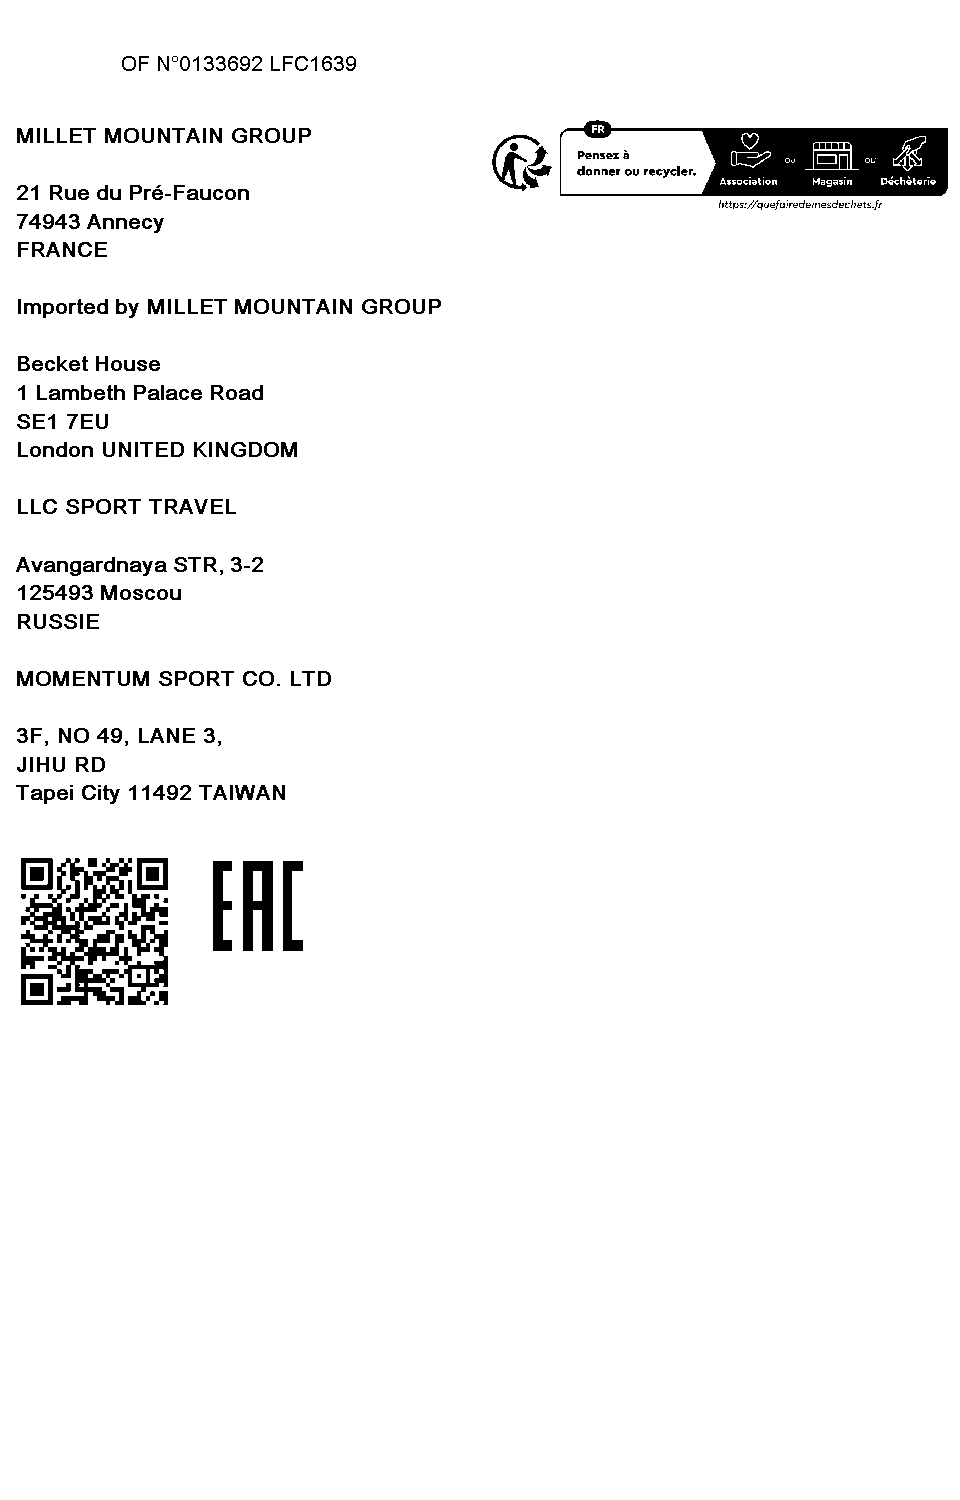 OF N°0133692 LFC1639
MILLET MOUNTAIN GROUP
21 Rue du Pré-Faucon
74943 Annecy
FRANCE
Imported by MILLET MOUNTAIN GROUP
Becket House
1 Lambeth Palace Road
SE1 7EU
London UNITED KINGDOM
LLC SPORT TRAVEL
Avangardnaya STR, 3-2
125493 Moscou
RUSSIE
MOMENTUM SPORT CO. LTD
3F, NO 49, LANE 3,
JIHU RD
Tapei City 11492 TAIWAN
EAC
FR
Pensez à
donner ou recycler.
OU OU
Association Magasin Déchèterie
https://quefairedemesdechets.fr